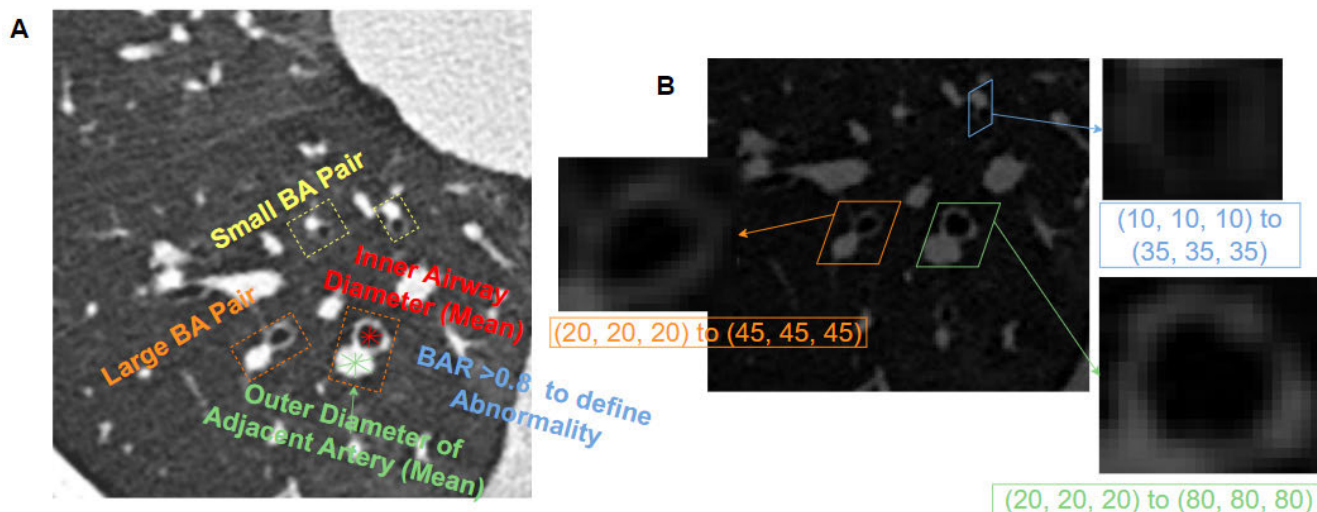 A
Small BA Pair
Inner Airway
Diameter (Mean)
Large BA Pair
BAR >0.8 to define
Abnormality
Outer Diameter of
Adjacent Artery (Mean)
B
(10, 10, 10) to
(35, 35, 35)
(20, 20, 20) to (45, 45, 45)
(20, 20, 20) to (80, 80, 80)